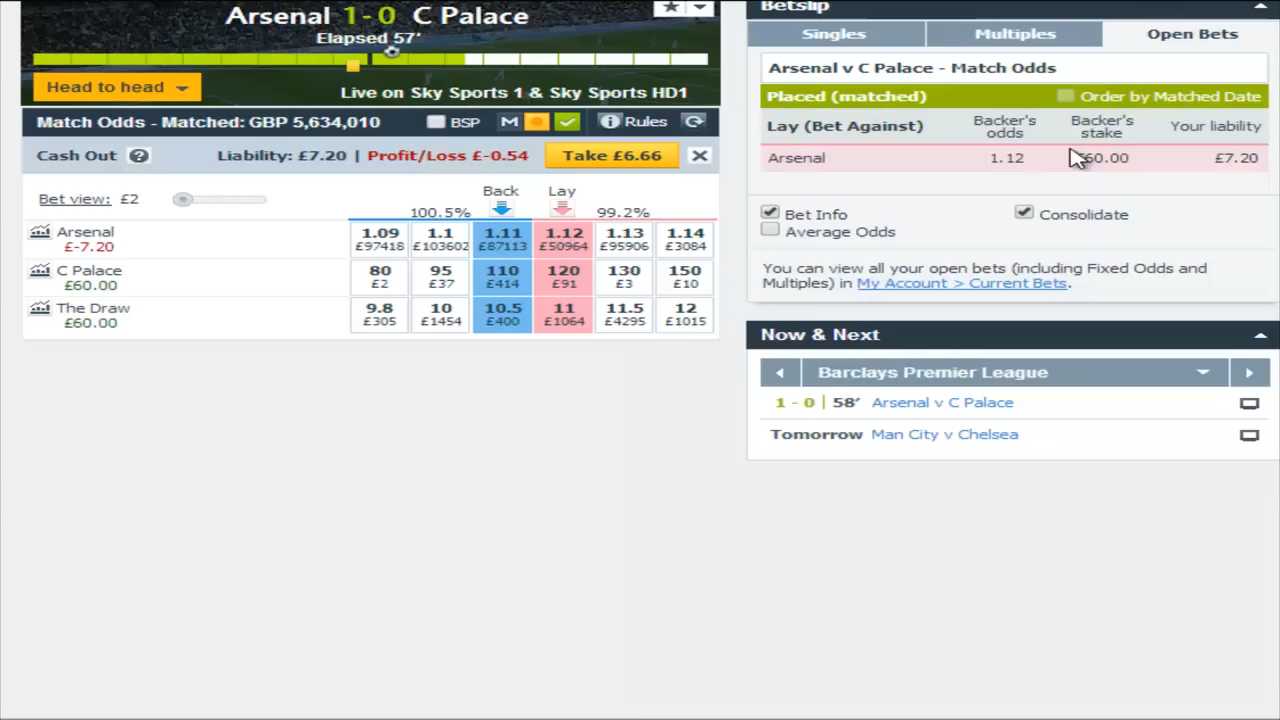 Arsenal 1 - 0 C Palace
Elapsed 57'
Head to head
Live on Sky Sports 1 & Sky Sports HD1
Match Odds - Matched: GBP 5,634,010 BSP M Rules
Cash Out ? Liability: £7.20 | Profit/Loss £-0.54 Take £6.66
Bet view: £2
Back Lay
100.5% 99.2%
Arsenal 1.09 1.1 1.11 1.12 1.13 1.14
£-7.20 £97418 £103602 £87113 £50964 £95906 £3084
C Palace 80 95 110 120 130 150
£60.00 £2 £37 £414 £91 £3 £10
The Draw 9.8 10 10.5 11 11.5 12
£60.00 £305 £1454 £400 £1064 £4295 £1015
Betslip
Singles Multiples Open Bets
Arsenal v C Palace - Match Odds
Placed (matched) Order by Matched Date
Lay (Bet Against) Backer's odds Backer's stake Your liability
Arsenal 1.12 £60.00 £7.20
Bet Info Consolidate
Average Odds
You can view all your open bets (including Fixed Odds and
Multiples) in My Account > Current Bets.
Now & Next
Barclays Premier League
1 - 0 | 58' Arsenal v C Palace
Tomorrow Man City v Chelsea